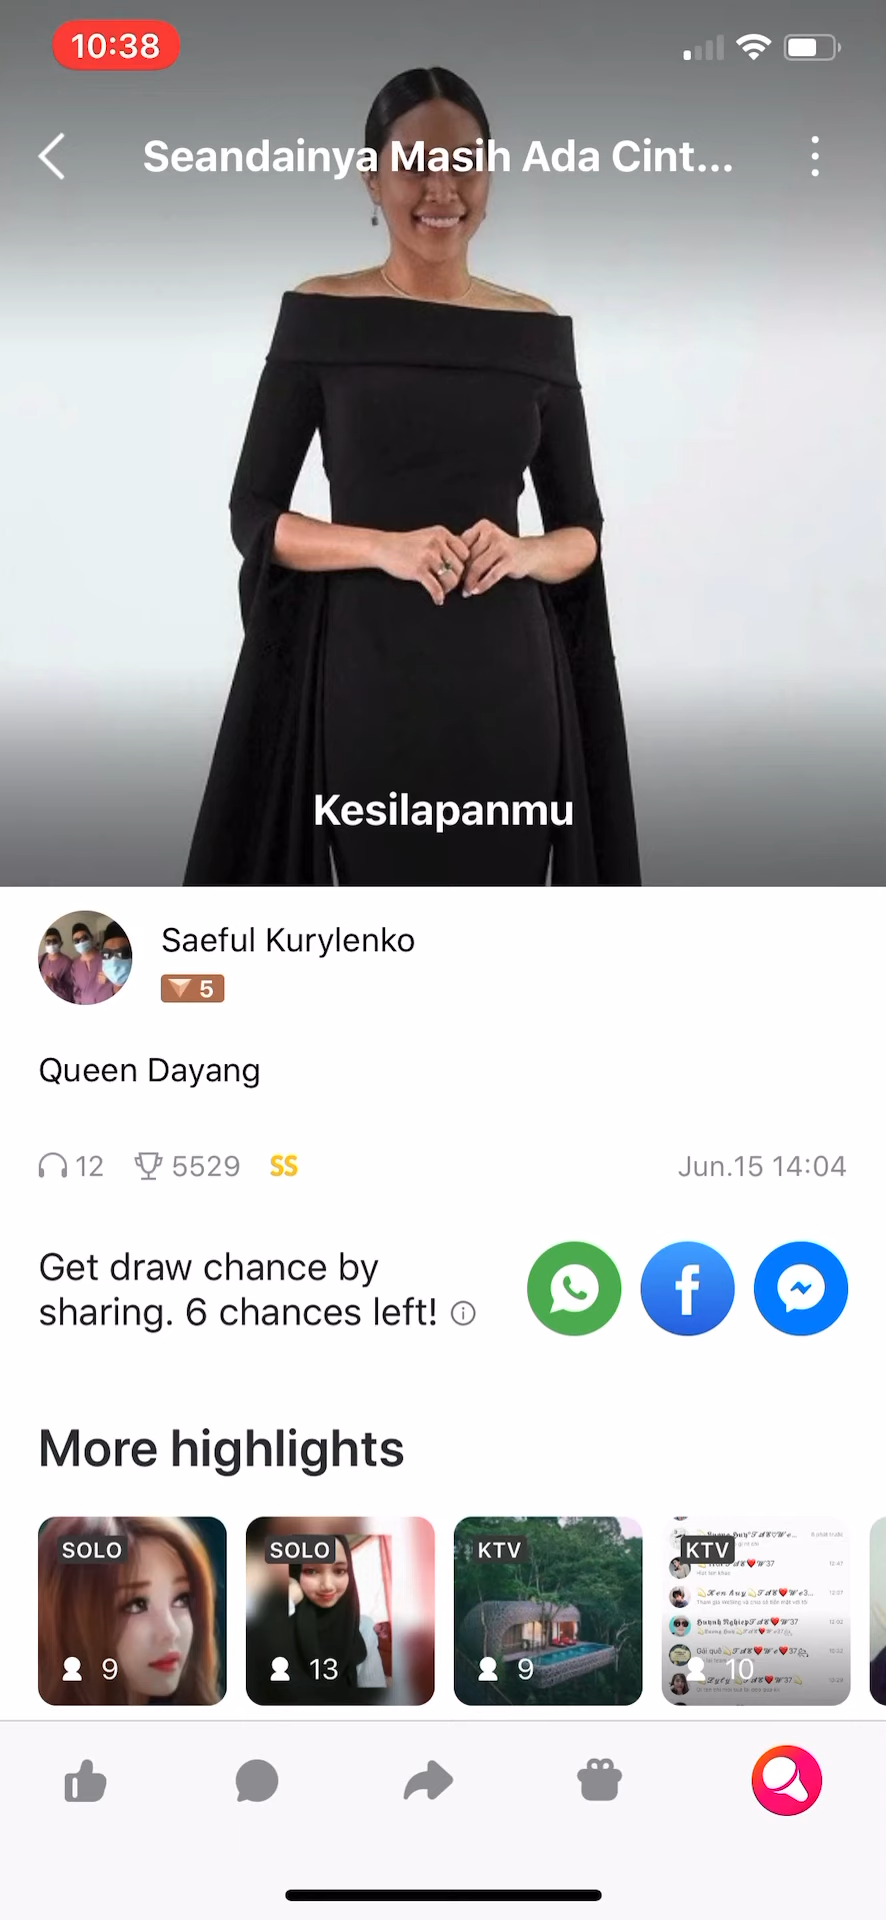 10:38
Seandainya Masih Ada Cint...
Kesilapanmu
Saeful Kurylenko
5
Queen Dayang
12 5529 SS Jun.15 14:04
Get draw chance by
sharing. 6 chances left!
More highlights
SOLO SOLO KTV KTV
9 13 9 10